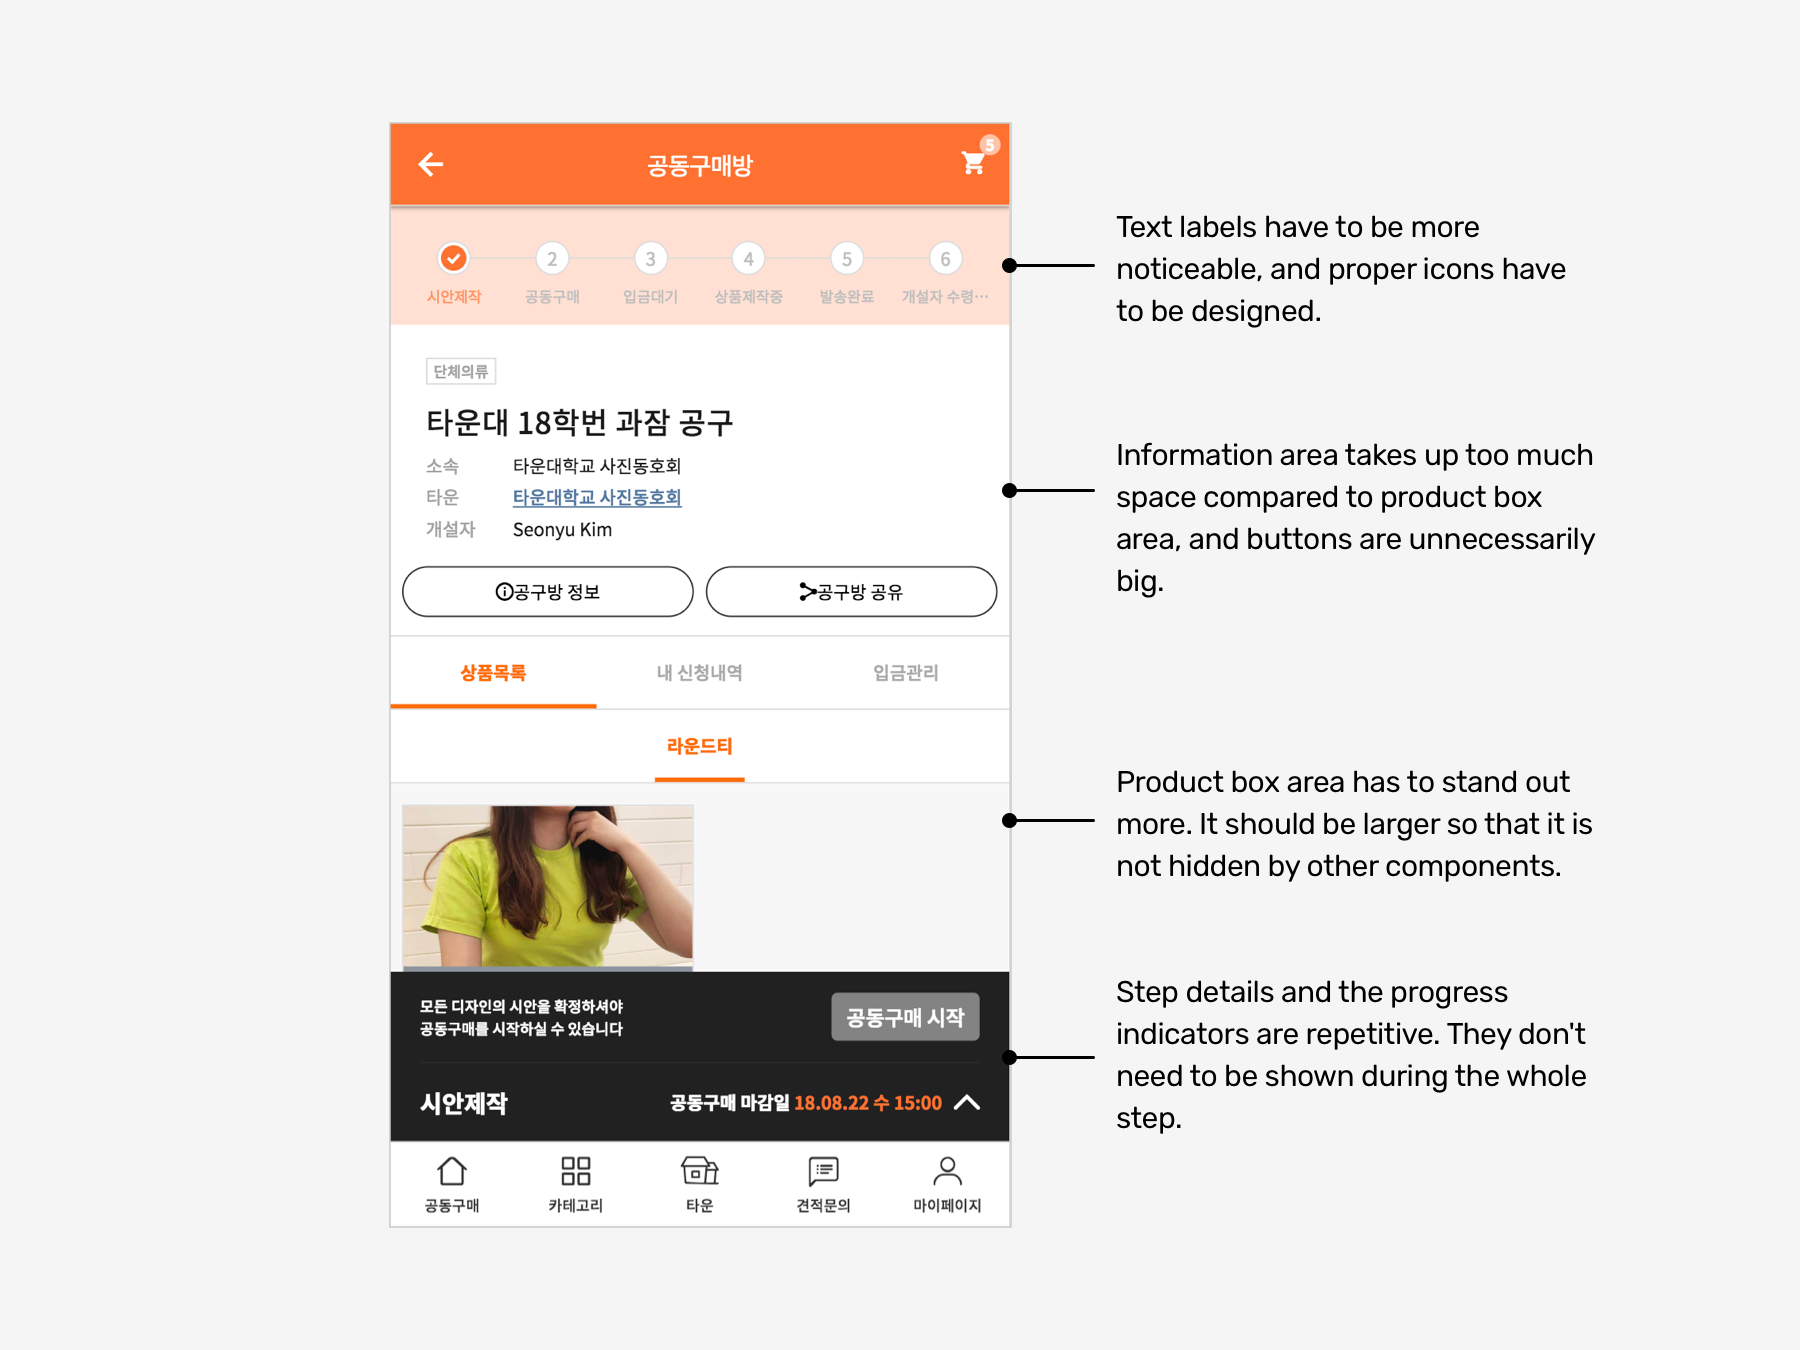 공동구매방
5
2
3
4
5
6
시안제작
공동구매
입금대기
상품제작중
발송완료
개설자 수령…
단체의류
타운대 18학번 과잠 공구
소속 타운대학교 사진동호회
타운 타운대학교 사진동호회
개설자 Seonyu Kim
공구방 정보
공구방 공유
상품목록
내 신청내역
입금관리
라운드티
모든 디자인의 시안을 확정하셔야
공동구매를 시작하실 수 있습니다
공동구매 시작
시안제작
공동구매 마감일 18.08.22 수 15:00
공동구매
카테고리
타운
견적문의
마이페이지
Text labels have to be more
noticeable, and proper icons have
to be designed.
Information area takes up too much
space compared to product box
area, and buttons are unnecessarily
big.
Product box area has to stand out
more. It should be larger so that it is
not hidden by other components.
Step details and the progress
indicators are repetitive. They don't
need to be shown during the whole
step.